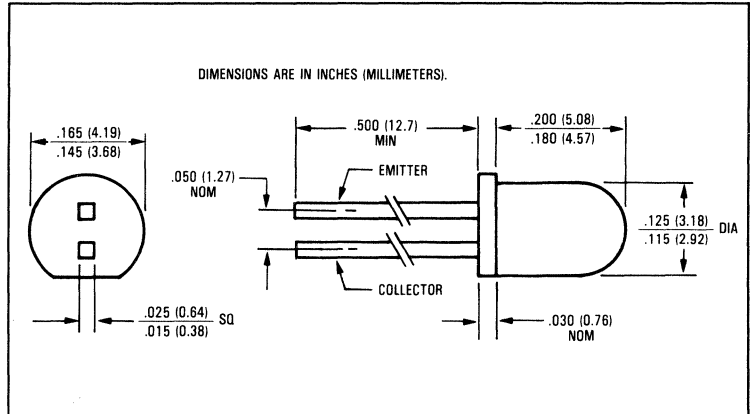 DIMENSIONS ARE IN INCHES (MILLIMETERS).
.165 (4.19)
.145 (3.68)
.500 (12.7)
MIN
.200 (5.08)
.180 (4.57)
.050 (1.27)
NOM
EMITTER
.125 (3.18)
.115 (2.92)
DIA
COLLECTOR
.025 (0.64)
.015 (0.38)
SQ
.030 (0.76)
NOM